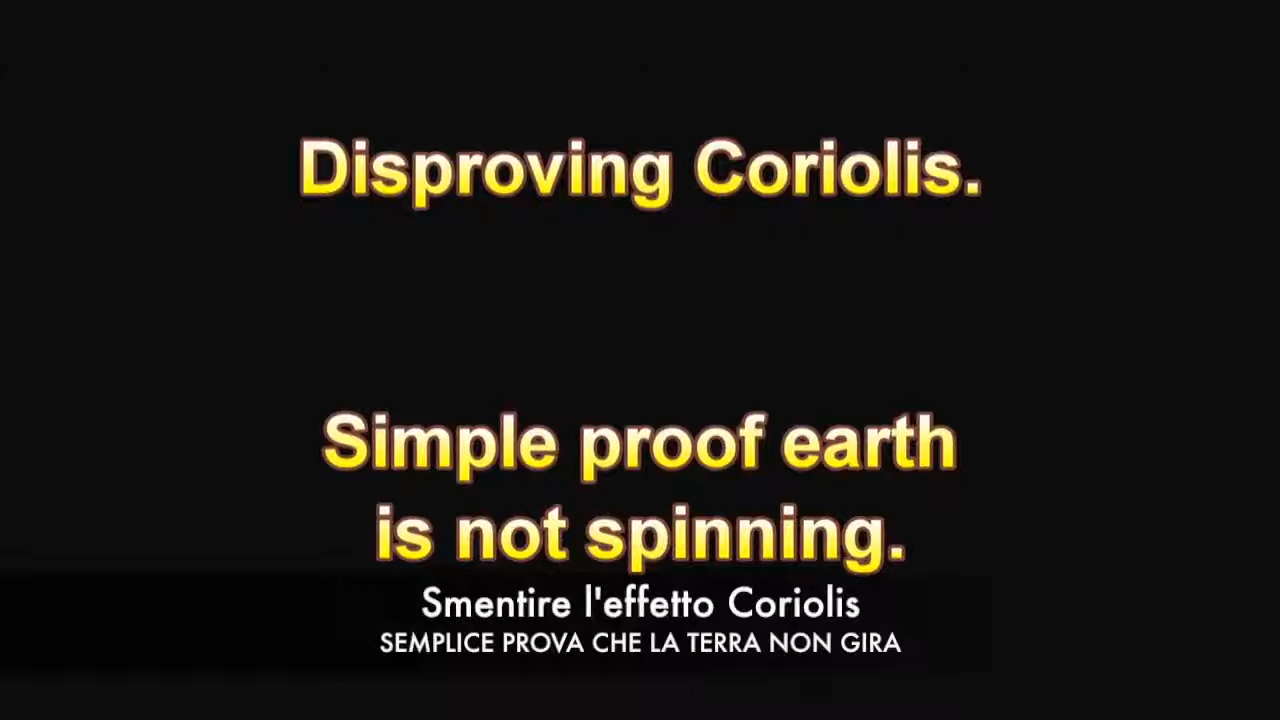 Disproving Coriolis.
Simple proof earth
is not spinning.
Smentire l'effetto Coriolis
SEMPLICE PROVA CHE LA TERRA NON GIRA